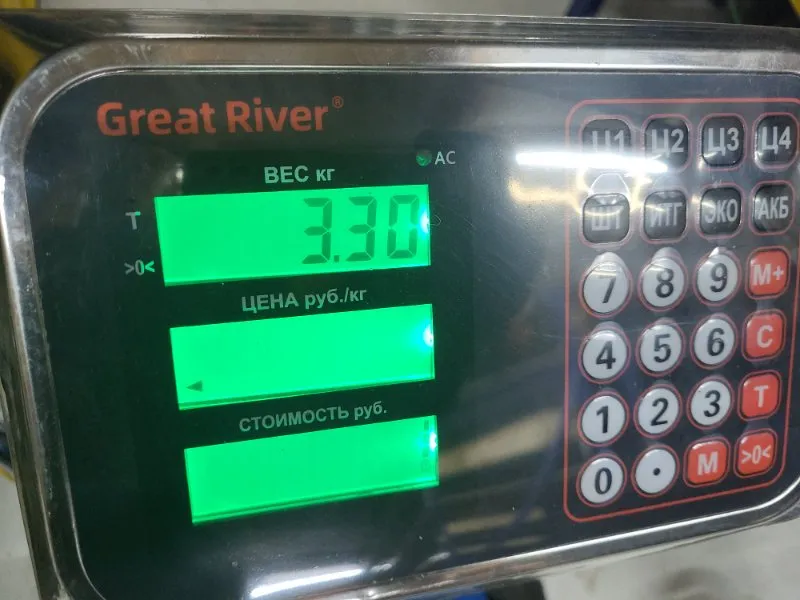 Great River®
AC
ВЕС кг
T
3.30
>0<
ЦЕНА руб./кг
СТОИМОСТЬ руб.
Ц1 Ц2 Ц3 Ц4
ШТ ИТГ ЭКО АКБ
7 8 9 M+
4 5 6 C
1 2 3 T
0 . M >0<